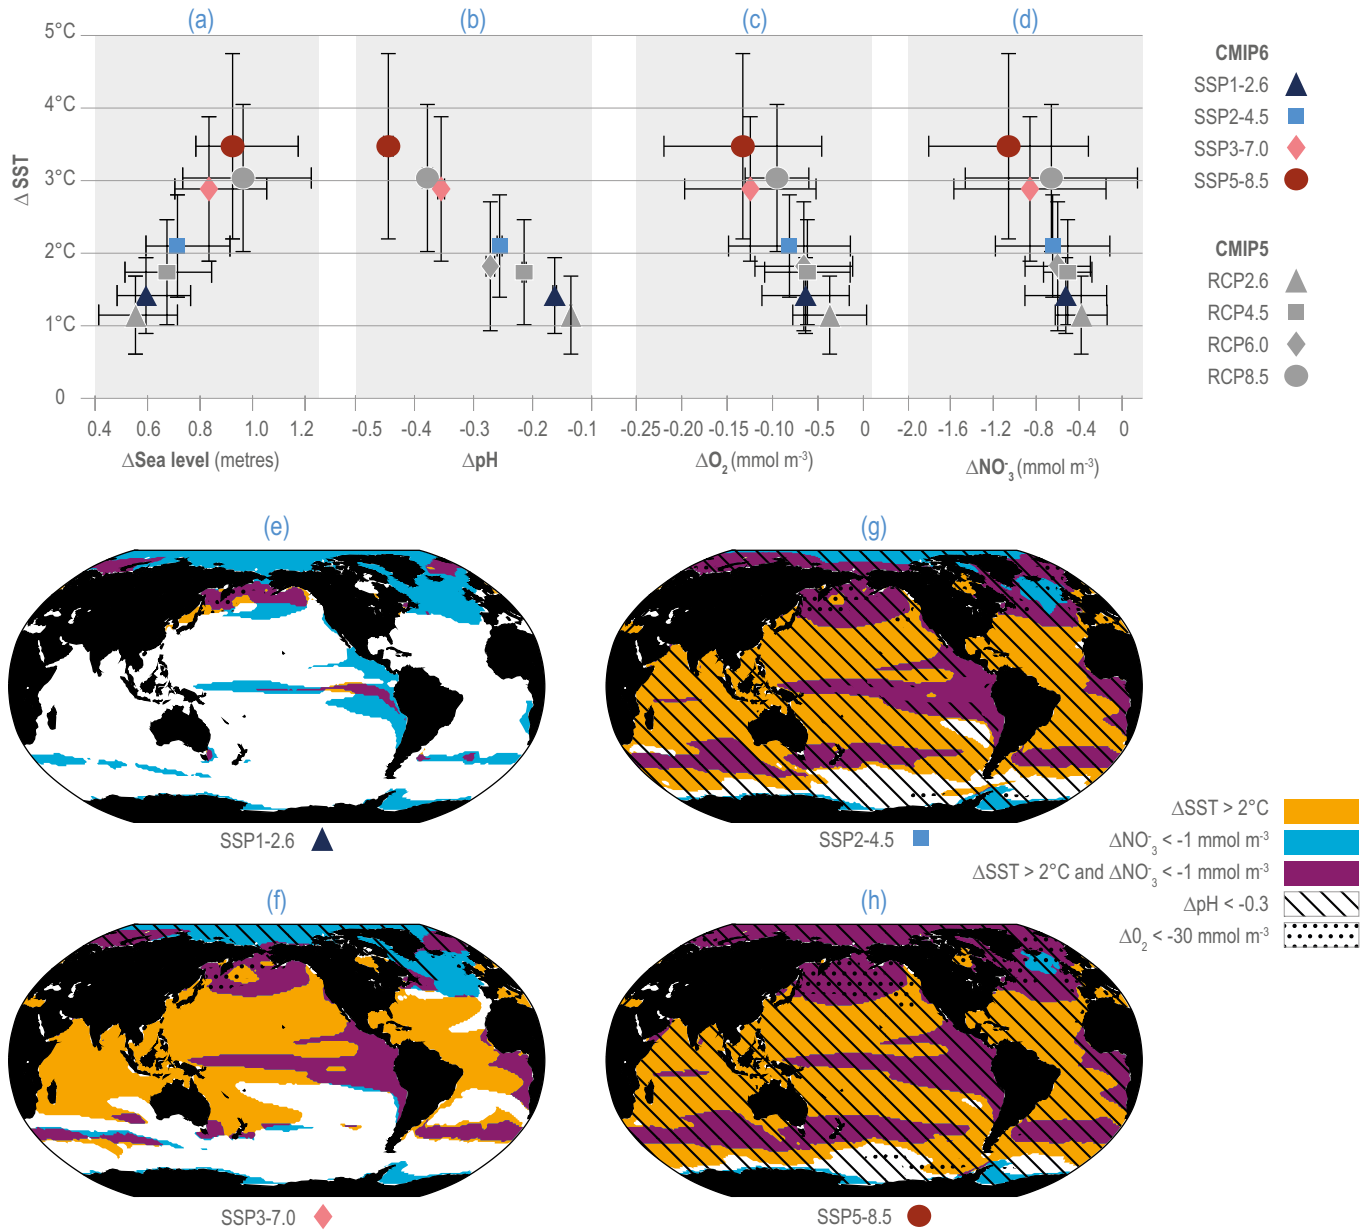 (a) (b) (c) (d)
5°C
4°C
3°C
2°C
1°C
0
Δ SST
0.4 0.6 0.8 1.0 1.2
ΔSea level (metres)
-0.5 -0.4 -0.3 -0.2 -0.1
ΔpH
-0.25 -0.20 -0.15 -0.10 -0.5 0
ΔO₂ (mmol m⁻³)
-2.0 -1.6 -1.2 -0.8 -0.4 0
ΔNO⁻₃ (mmol m⁻³)
CMIP6
SSP1-2.6
SSP2-4.5
SSP3-7.0
SSP5-8.5
CMIP5
RCP2.6
RCP4.5
RCP6.0
RCP8.5
(e) (g)
SSP1-2.6
SSP2-4.5
ΔSST > 2°C
ΔNO⁻₃ < -1 mmol m⁻³
ΔSST > 2°C and ΔNO⁻₃ < -1 mmol m⁻³
ΔpH < -0.3
Δ0₂ < -30 mmol m⁻³
(f) (h)
SSP3-7.0
SSP5-8.5